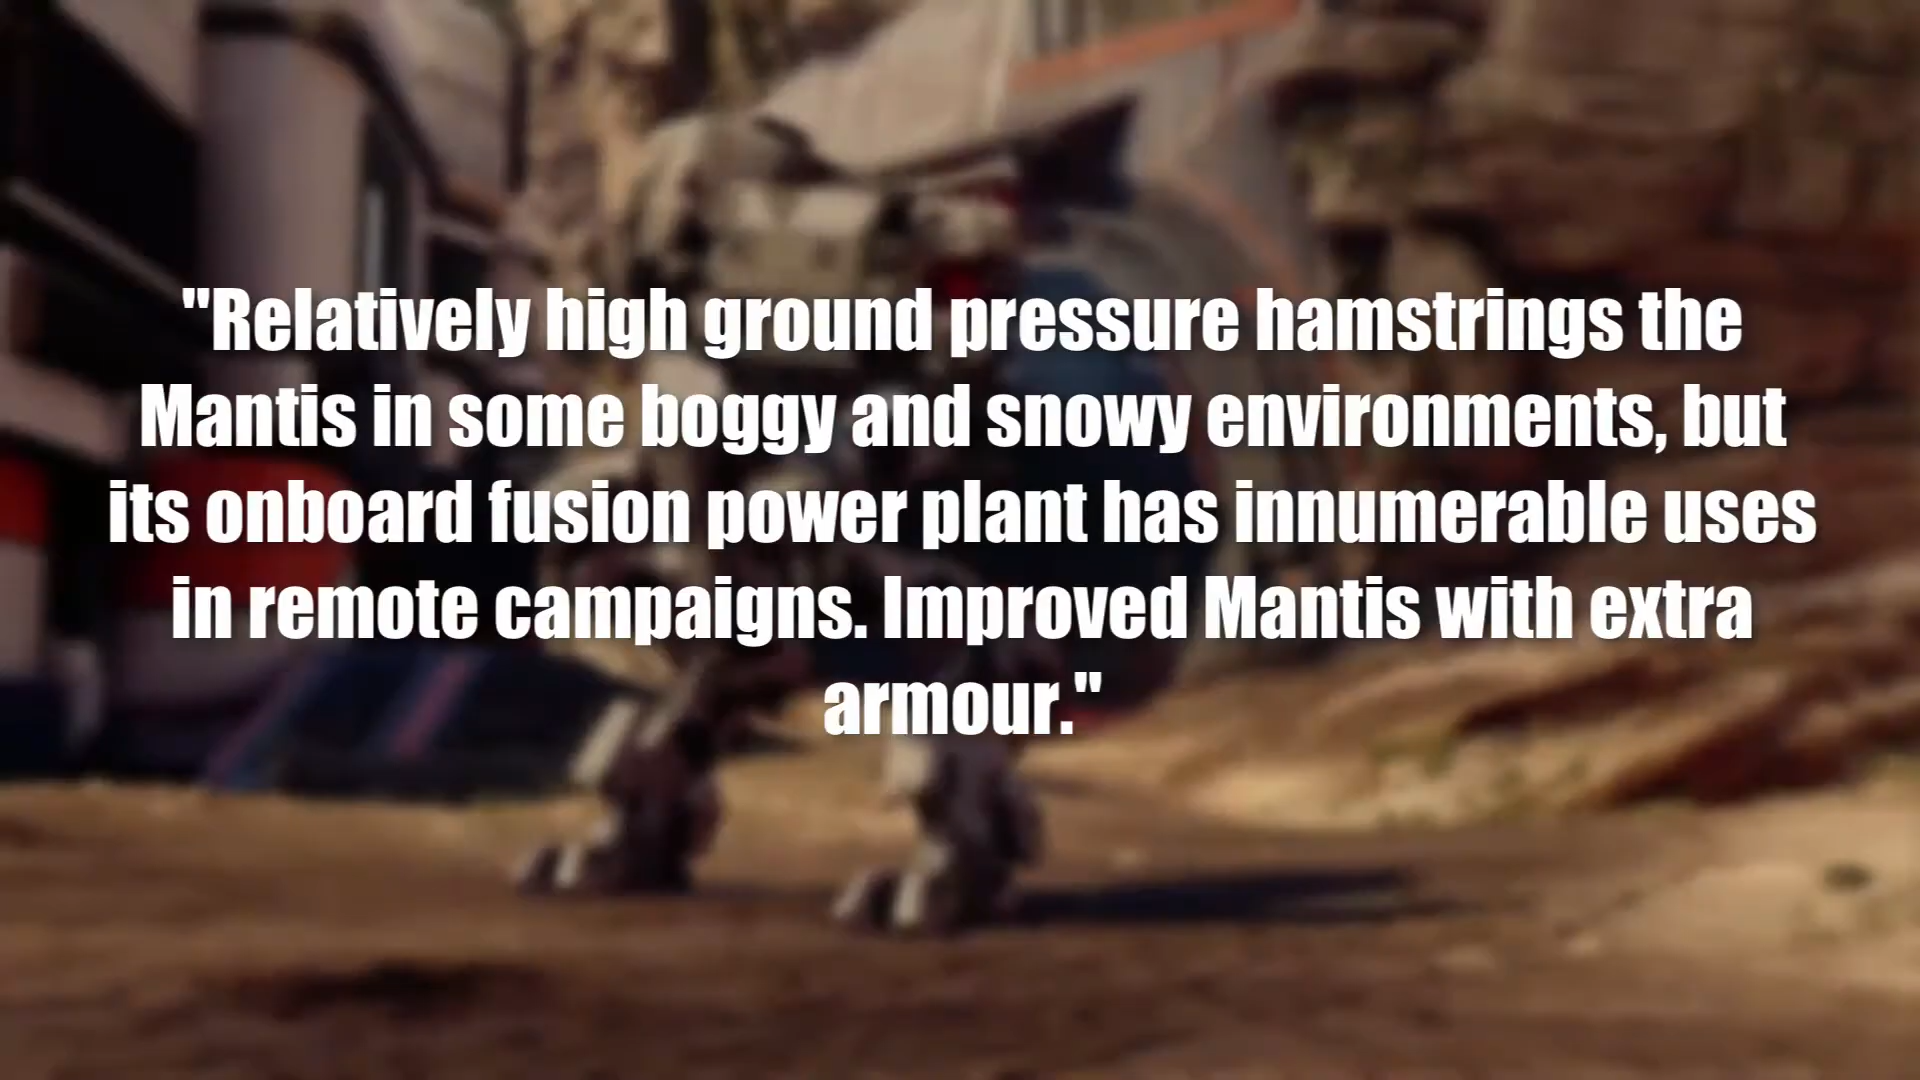 "Relatively high ground pressure hamstrings the
Mantis in some boggy and snowy environments, but
its onboard fusion power plant has innumerable uses
in remote campaigns. Improved Mantis with extra
armour."